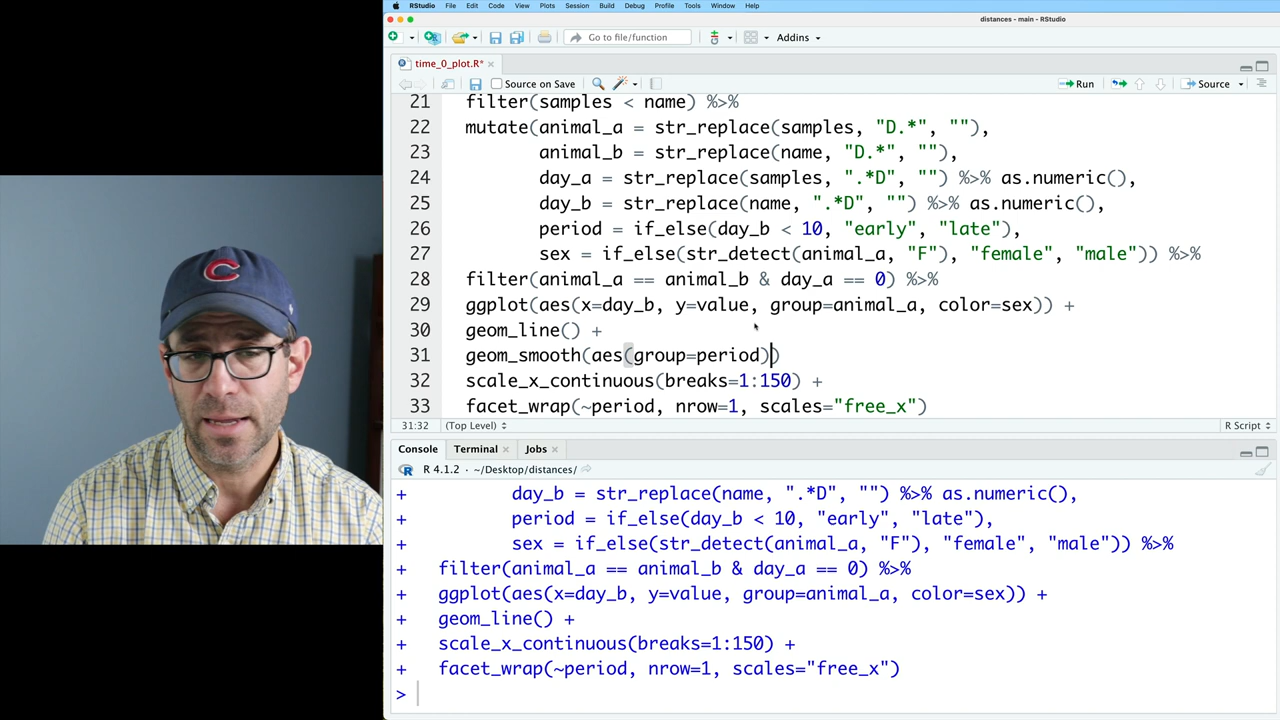 RStudio File Edit Code View Plots Session Build Debug Profile Tools Window Help
distances - main - RStudio
Go to file/function Addins
time_0_plot.R*
Source on Save Run Source
21 filter(samples < name) %>%
22 mutate(animal_a = str_replace(samples, "D.*", ""),
23 animal_b = str_replace(name, "D.*", ""),
24 day_a = str_replace(samples, ".*D", "") %>% as.numeric(),
25 day_b = str_replace(name, ".*D", "") %>% as.numeric(),
26 period = if_else(day_b < 10, "early", "late"),
27 sex = if_else(str_detect(animal_a, "F"), "female", "male")) %>%
28 filter(animal_a == animal_b & day_a == 0) %>%
29 ggplot(aes(x=day_b, y=value, group=animal_a, color=sex)) +
30 geom_line() +
31 geom_smooth(aes(group=period))
32 scale_x_continuous(breaks=1:150) +
33 facet_wrap(~period, nrow=1, scales="free_x")
31:32 (Top Level) R Script
Console Terminal Jobs
R 4.1.2 · ~/Desktop/distances/
+ day_b = str_replace(name, ".*D", "") %>% as.numeric(),
+ period = if_else(day_b < 10, "early", "late"),
+ sex = if_else(str_detect(animal_a, "F"), "female", "male")) %>%
+ filter(animal_a == animal_b & day_a == 0) %>%
+ ggplot(aes(x=day_b, y=value, group=animal_a, color=sex)) +
+ geom_line() +
+ scale_x_continuous(breaks=1:150) +
+ facet_wrap(~period, nrow=1, scales="free_x")
>
C